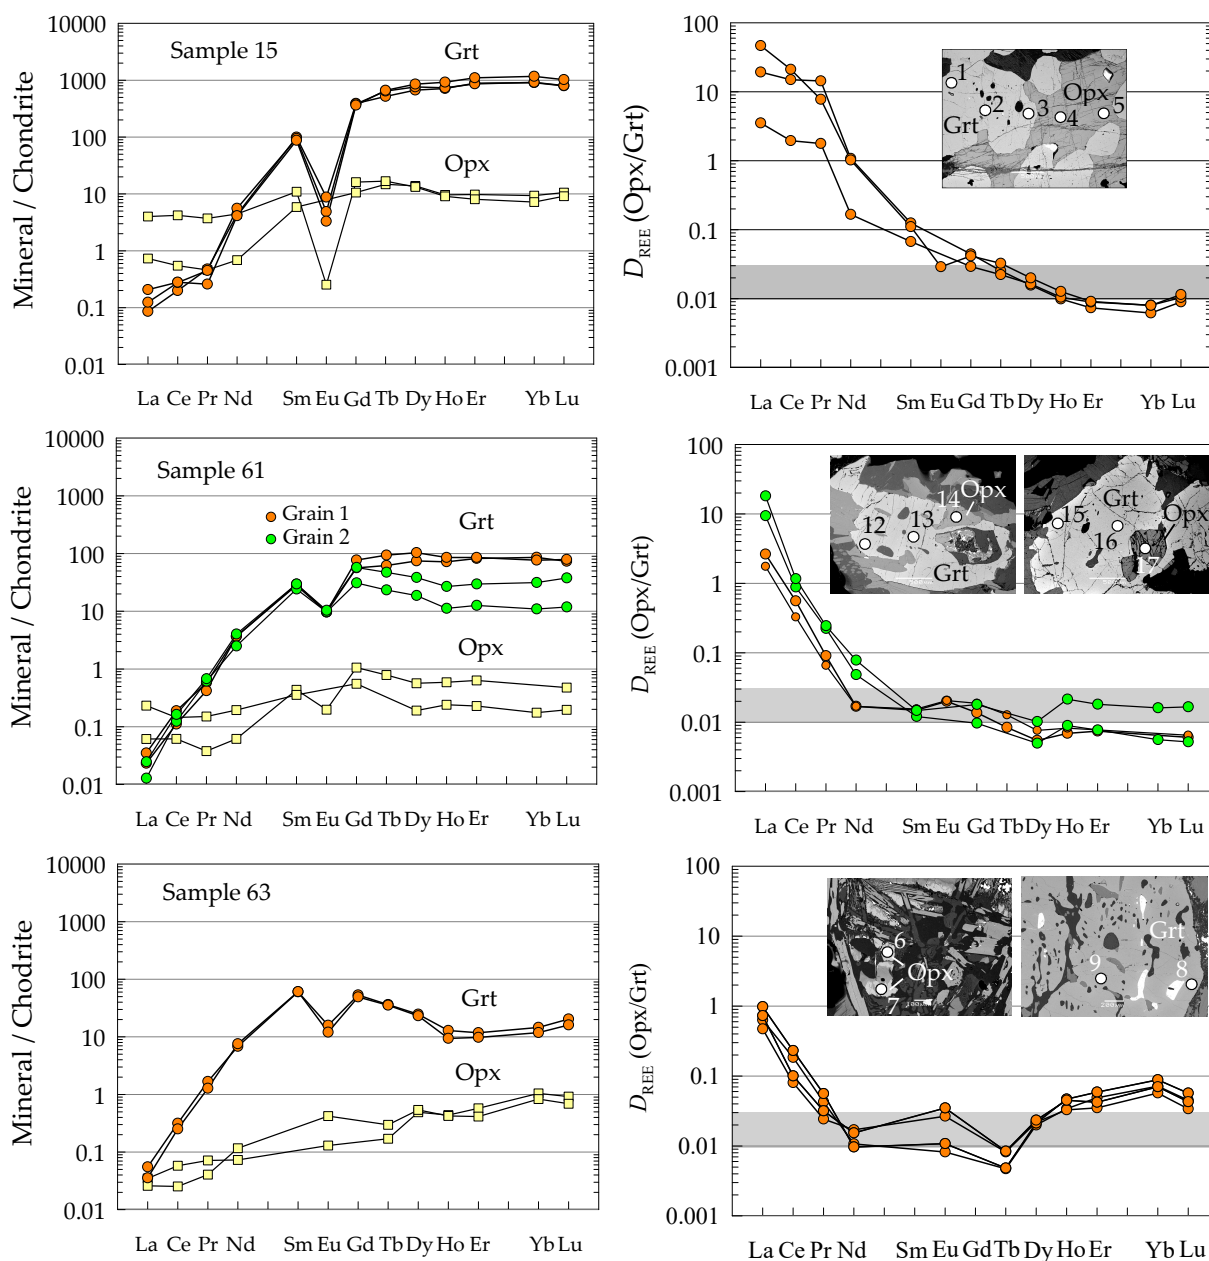 10000
1000
100
10
1
0.1
0.01
Mineral / Chondrite
Sample 15
Grt
Opx
La Ce Pr Nd Sm Eu Gd Tb Dy Ho Er Yb Lu
100
10
1
0.1
0.01
0.001
D REE (Opx/Grt)
1
2
3
Opx
5
Grt
4
La Ce Pr Nd Sm Eu Gd Tb Dy Ho Er Yb Lu
10000
1000
100
10
1
0.1
0.01
Mineral / Chondrite
Sample 61
Grain 1
Grain 2
Grt
Opx
La Ce Pr Nd Sm Eu Gd Tb Dy Ho Er Yb Lu
100
10
1
0.1
0.01
0.001
D REE (Opx/Grt)
14 Opx
12
13
Grt
Grt
15
Opx
16
17
La Ce Pr Nd Sm Eu Gd Tb Dy Ho Er Yb Lu
10000
1000
100
10
1
0.1
0.01
Mineral / Chodrite
Sample 63
Grt
Opx
La Ce Pr Nd Sm Eu Gd Tb Dy Ho Er Yb Lu
100
10
1
0.1
0.01
0.001
D REE (Opx/Grt)
6
Opx
7
Grt
9
8
La Ce Pr Nd Sm Eu Gd Tb Dy Ho Er Yb Lu